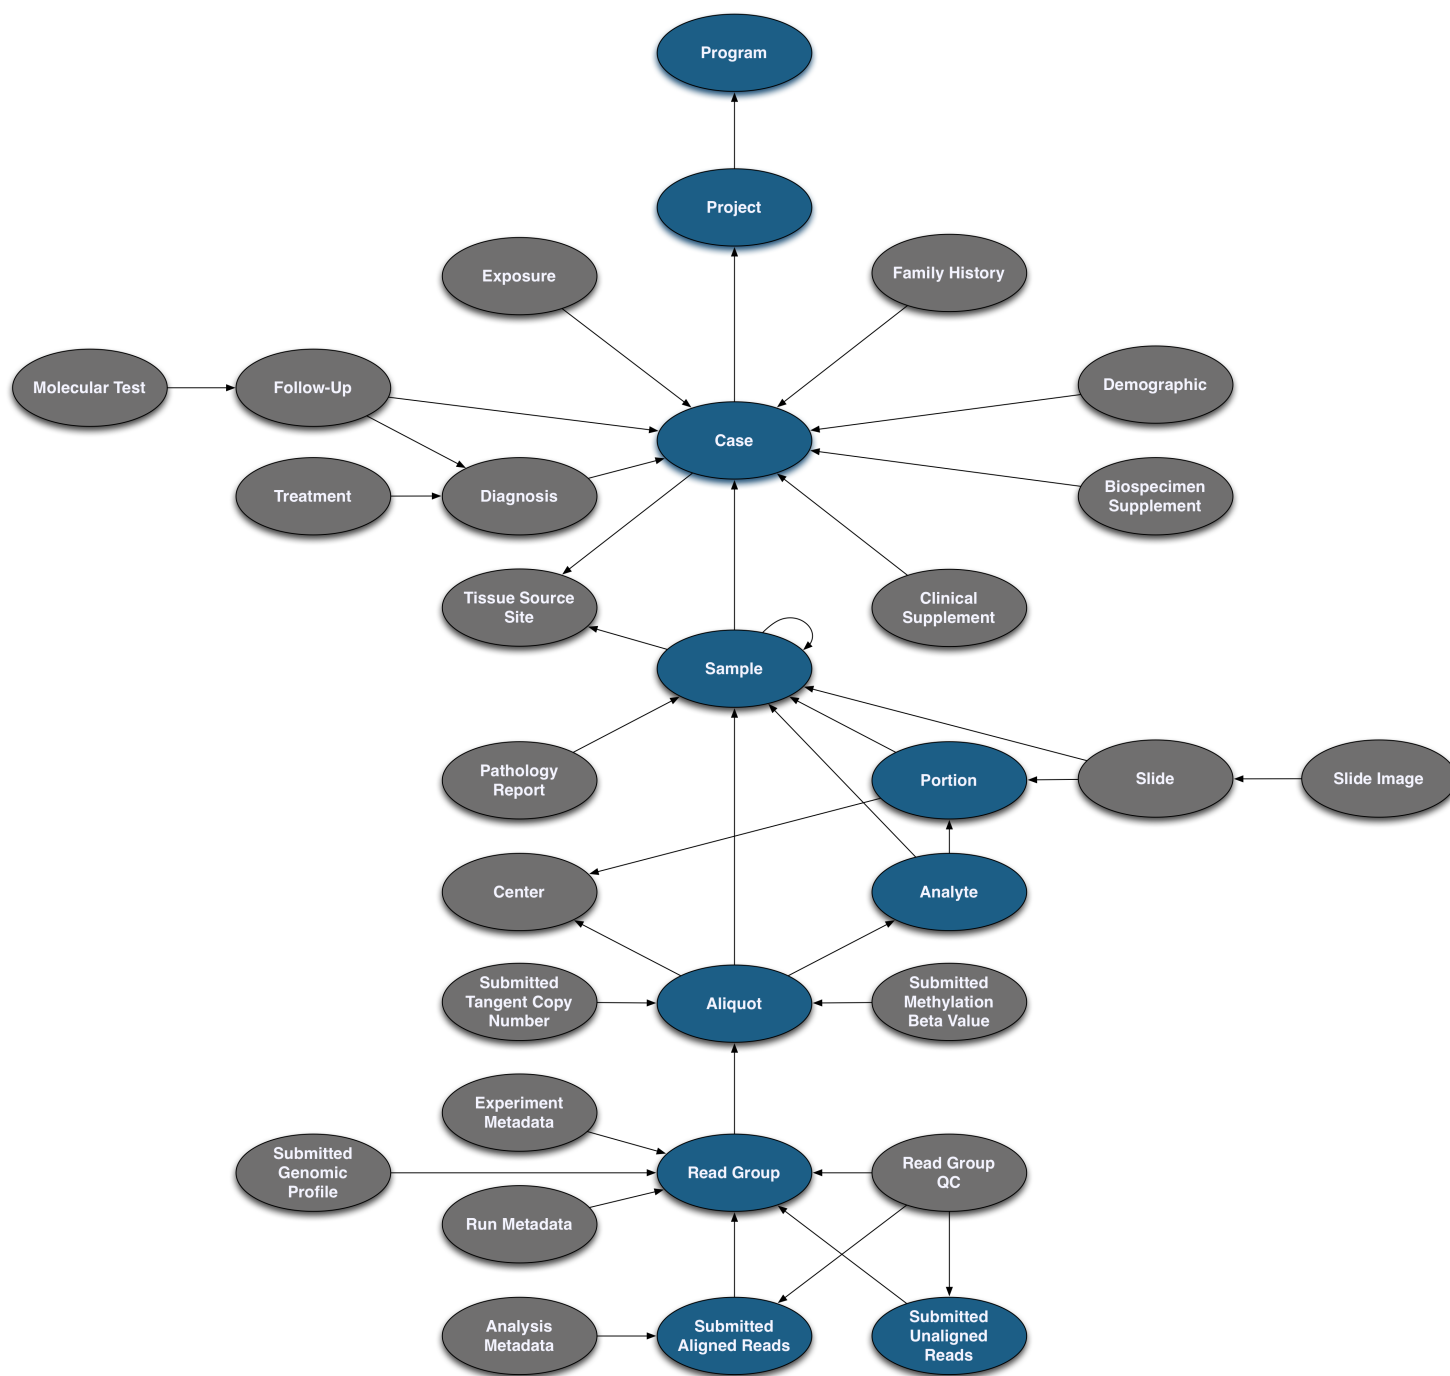 Program
Project
Exposure
Family History
Molecular Test
Follow-Up
Demographic
Case
Treatment
Diagnosis
Biospecimen
Supplement
Tissue Source
Site
Clinical
Supplement
Sample
Pathology
Report
Portion
Slide
Slide Image
Center
Analyte
Submitted
Tangent Copy
Number
Aliquot
Submitted
Methylation
Beta Value
Experiment
Metadata
Submitted
Genomic
Profile
Read Group
Read Group
QC
Run Metadata
Analysis
Metadata
Submitted
Aligned Reads
Submitted
Unaligned
Reads